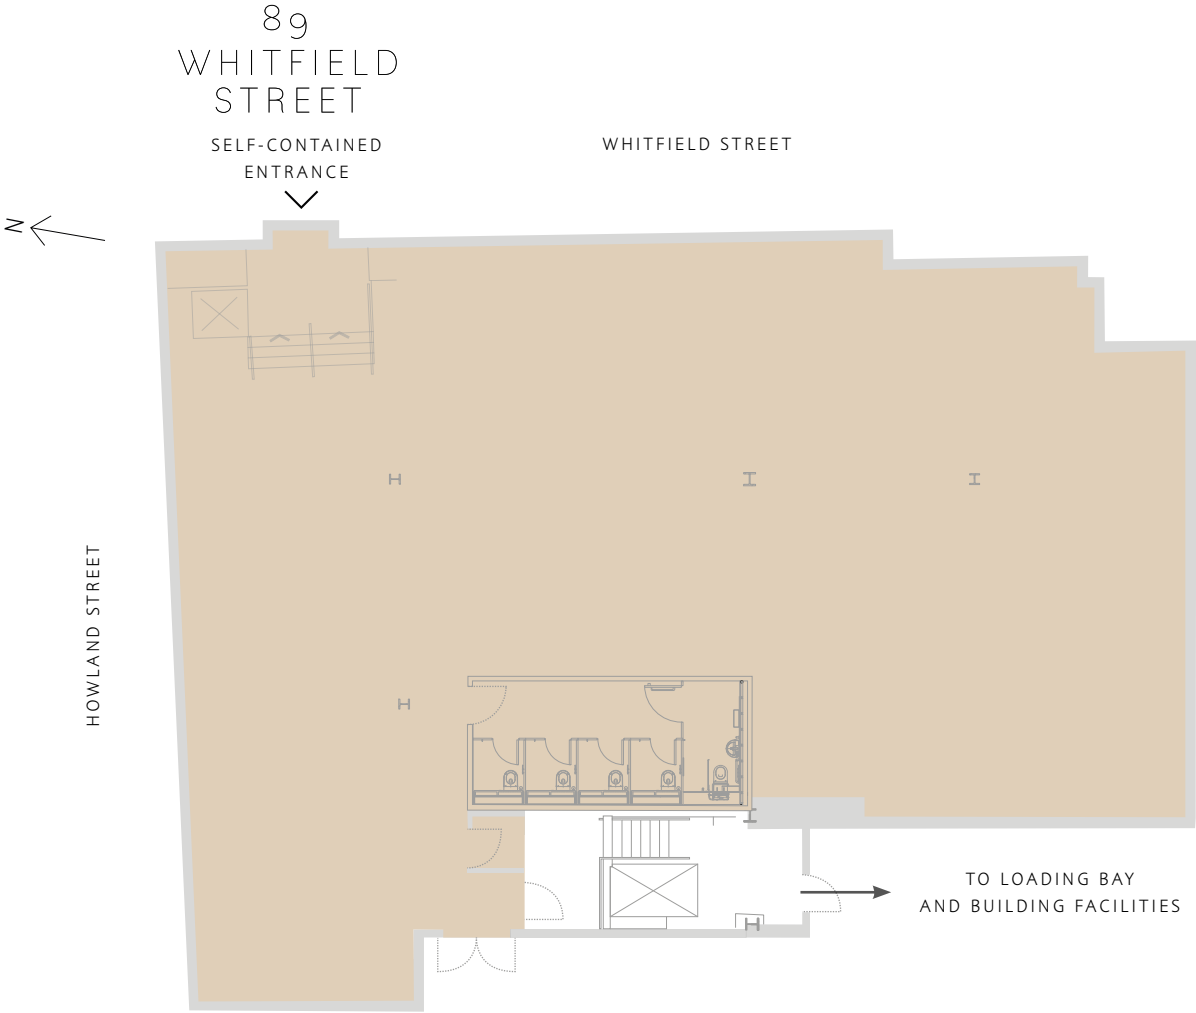 89
WHITFIELD
STREET
SELF-CONTAINED
ENTRANCE
WHITFIELD STREET
N
HOWLAND STREET
TO LOADING BAY
AND BUILDING FACILITIES